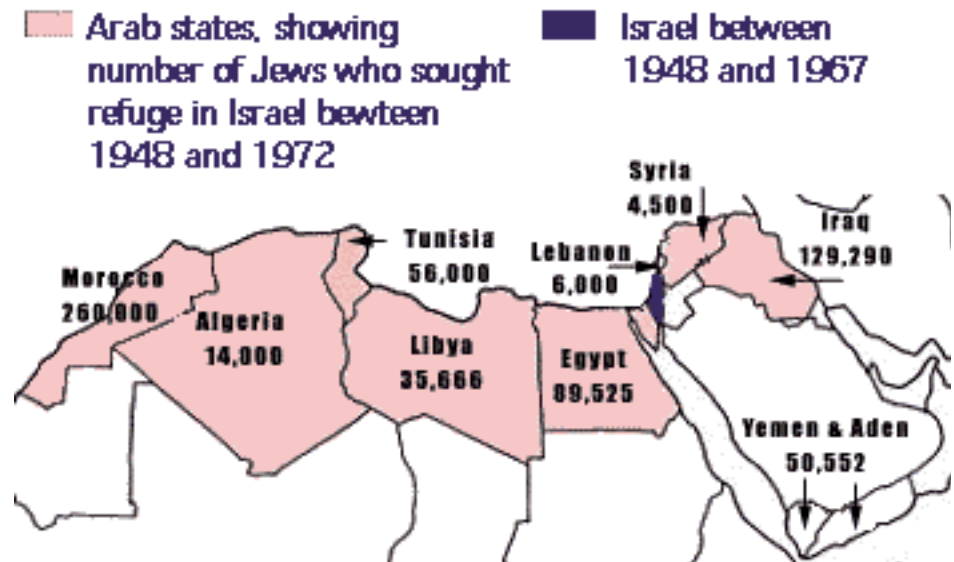 Arab states, showing
number of Jews who sought
refuge in Israel bewteen
1948 and 1972
Israel between
1948 and 1967
Syria
4,500
Iraq
129,290
Tunisia
56,000
Lebanon
6,000
Morocco
260,000
Algeria
14,000
Libya
35,666
Egypt
89,525
Yemen & Aden
50,552